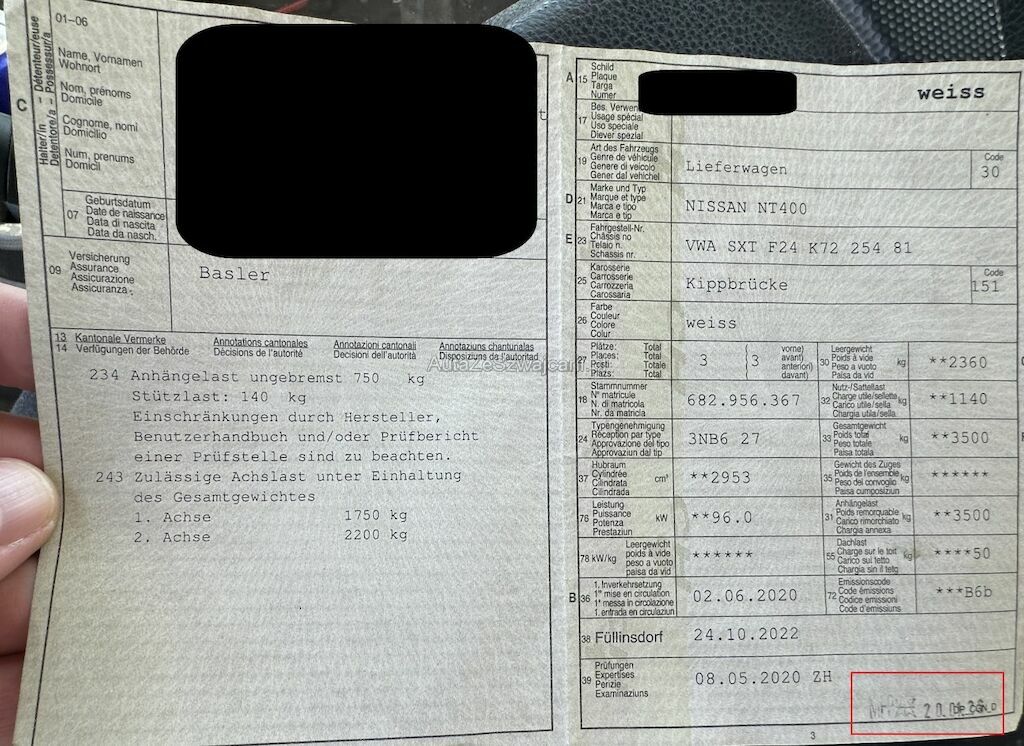 C
Halter/in – Détenteur/euse
Detentore/a – Possessur/a
01–06
Name, Vornamen
Wohnort
Nom, prénoms
Domicile
Cognome, nomi
Domicilio
Num, prenums
Domicil
07
Geburtsdatum
Date de naissance
Data di nascita
Data da nasch.
09
Versicherung
Assurance
Assicurazione
Assicuranza
Basler
13 Kantonale Vermerke Annotations cantonales Annotazioni cantonali Annotaziuns chantunalas
14 Verfügungen der Behörde Décisions de l'autorité Decisioni dell'autorità Disposiziuns da l'autoritad
AutaZeSzwajcarii
234 Anhängelast ungebremst 750 kg
Stützlast: 140 kg
Einschränkungen durch Hersteller,
Benutzerhandbuch und/oder Prüfbericht
einer Prüfstelle sind zu beachten.
243 Zulässige Achslast unter Einhaltung
des Gesamtgewichtes
1. Achse 1750 kg
2. Achse 2200 kg
A 15
Schild
Plaque
Targa
Numer
weiss
17
Bes. Verwen
Usage spécial
Uso speciale
Diever spezial
19
Art des Fahrzeugs
Genre de véhicule
Genere di veicolo
Gener dal vehichel
Lieferwagen
Code
30
D 21
Marke und Typ
Marque et type
Marca e tipo
Marca e tip
NISSAN NT400
E 23
Fahrgestell-Nr.
Châssis no
Telaio n.
Schassis nr.
VWA SXT F24 K72 254 81
25
Karosserie
Carrosserie
Carrozzeria
Carossaria
Kippbrücke
Code
151
26
Farbe
Couleur
Colore
Colur
weiss
27
Plätze: Total
Places: Total
Posti: Totale
Plazs: Total
3
(3
vorne)
avant)
anteriori)
davant)
30
Leergewicht
Poids à vide
Peso a vuoto
Paisa da vid
kg
**2360
18
Stammnummer
N° matricule
N. di matricola
Nr. da matricla
682.956.367
32
Nutz-/Sattellast
Charge utile/sellette
Carico utile/sella
Chargia utila/sella
kg
**1140
24
Typengenehmigung
Réception par type
Approvazione del tipo
Approvaziun dal tip
3NB6 27
33
Gesamtgewicht
Poids total
Peso totale
Paisa totala
kg
**3500
37
Hubraum
Cylindrée
Cilindrata
Cilindrada
cm³
**2953
35
Gewicht des Zuges
Poids de l'ensemble
Peso del convoglio
Paisa cumposiziun
kg
******
76
Leistung
Puissance
Potenza
Prestaziun
kW
**96.0
31
Anhängelast
Poids remorquable
Carico rimorchiato
Chargia annexa
kg
**3500
78 kW/kg
Leergewicht
poids à vide
peso a vuoto
paisa da vid
******
55
Dachlast
Charge sur le toit
Carico sul tetto
Chargia sin il tetg
kg
****50
B 36
1. Inverkehrsetzung
1re mise en circulation
1a messa in circolazione
1. entrada en circulaziun
02.06.2020
72
Emissionscode
Code émissions
Codice emissioni
Code d'emissiuns
***B6b
38 Füllinsdorf 24.10.2022
39
Prüfungen
Expertises
Perizie
Examinaziuns
08.05.2020 ZH
3